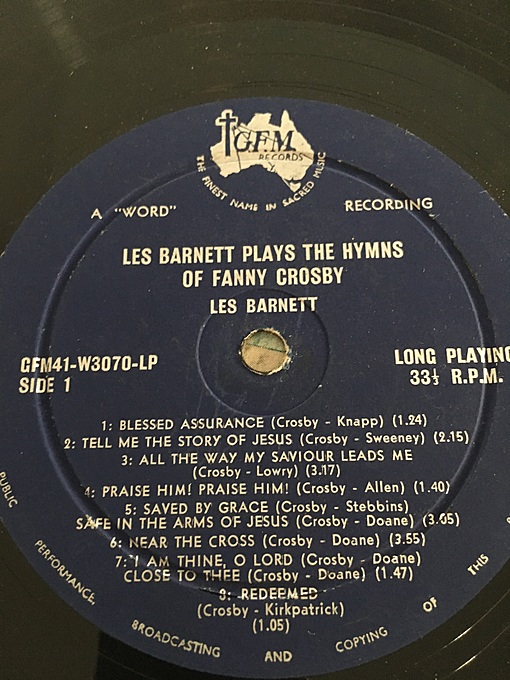 G.F.M.
RECORDS
THE FINEST NAME IN SACRED MUSIC
A "WORD" RECORDING
LES BARNETT PLAYS THE HYMNS
OF FANNY CROSBY
LES BARNETT
GFM41-W3070-LP
SIDE 1
LONG PLAYING
33⅓ R.P.M.
1: BLESSED ASSURANCE (Crosby - Knapp) (1.24)
2: TELL ME THE STORY OF JESUS (Crosby - Sweeney) (2.15)
3: ALL THE WAY MY SAVIOUR LEADS ME
(Crosby - Lowry) (3.17)
4: PRAISE HIM! PRAISE HIM! (Crosby - Allen) (1.40)
5: SAVED BY GRACE (Crosby - Stebbins)
SAFE IN THE ARMS OF JESUS (Crosby - Doane) (3.05)
6: NEAR THE CROSS (Crosby - Doane) (3.55)
7: I AM THINE, O LORD (Crosby - Doane)
CLOSE TO THEE (Crosby - Doane) (1.47)
8: REDEEMED
(Crosby - Kirkpatrick)
(1.05)
PUBLIC PERFORMANCE, BROADCASTING AND COPYING OF THIS